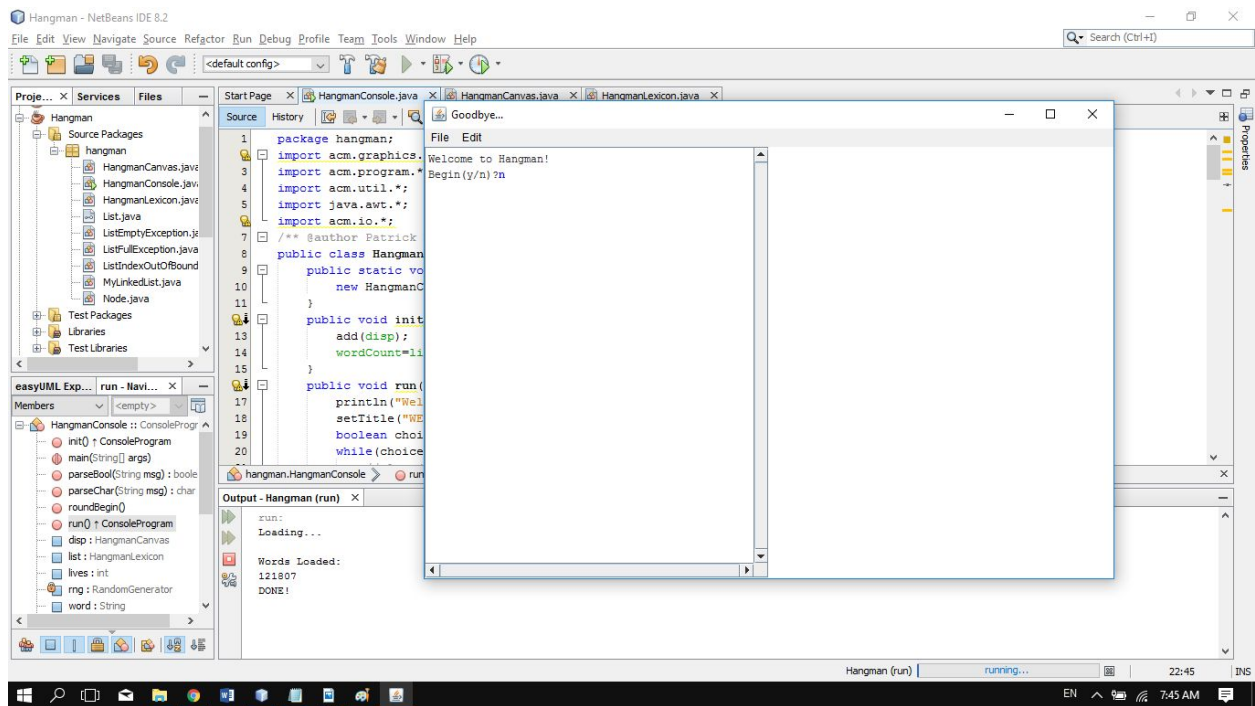 Hangman - NetBeans IDE 8.2
File Edit View Navigate Source Refactor Run Debug Profile Team Tools Window Help
Search (Ctrl+I)
<default config>
Proje... Services Files
Start Page HangmanConsole.java HangmanCanvas.java HangmanLexicon.java
Hangman
Source Packages
hangman
HangmanCanvas.java
HangmanConsole.java
HangmanLexicon.java
List.java
ListEmptyException.ja
ListFullException.java
ListIndexOutOfBound
MyLinkedList.java
Node.java
Test Packages
Libraries
Test Libraries
Source History
1 package hangman;
import acm.graphics.
3 import acm.program.*
4 import acm.util.*;
5 import java.awt.*;
import acm.io.*;
7 /** @author Patrick
8 public class Hangman
9 public static vo
10 new HangmanC
11 }
public void init
13 add(disp);
14 wordCount=li
15 }
public void run(
17 println("Wel
18 setTitle("WE
19 boolean choi
20 while(choice
hangman.HangmanConsole run
Goodbye...
File Edit
Welcome to Hangman!
Begin(y/n)?n
Properties
easyUML Exp... run - Navi...
Members <empty>
HangmanConsole :: ConsoleProgr
init() ↑ ConsoleProgram
main(String[] args)
parseBool(String msg) : boole
parseChar(String msg) : char
roundBegin()
run() ↑ ConsoleProgram
disp : HangmanCanvas
list : HangmanLexicon
lives : int
rng : RandomGenerator
word : String
Output - Hangman (run)
run:
Loading...
Words Loaded:
121807
DONE!
Hangman (run) running... 22:45 INS
EN 7:45 AM